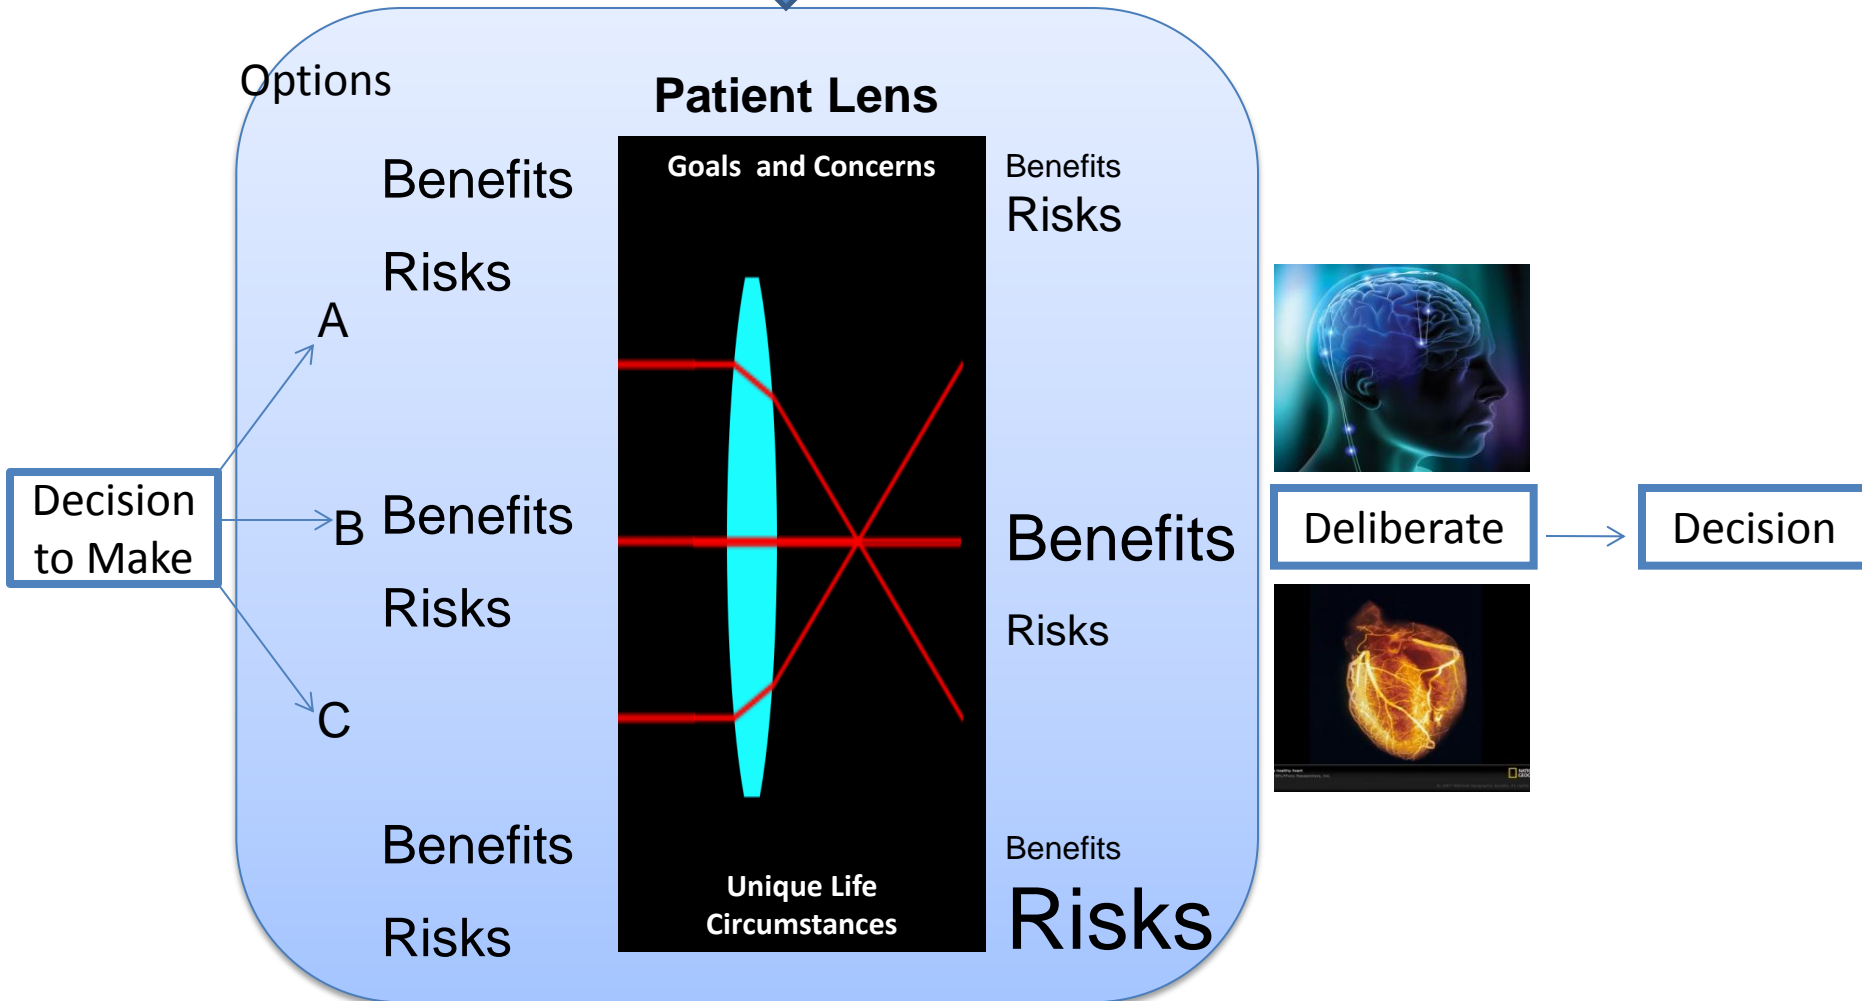 Options
Patient Lens
Goals and Concerns
Benefits
Risks
A
Benefits
Risks
Decision
to Make
B
Benefits
Risks
Benefits
Risks
Deliberate
Decision
C
Benefits
Risks
Unique Life
Circumstances
Benefits
Risks